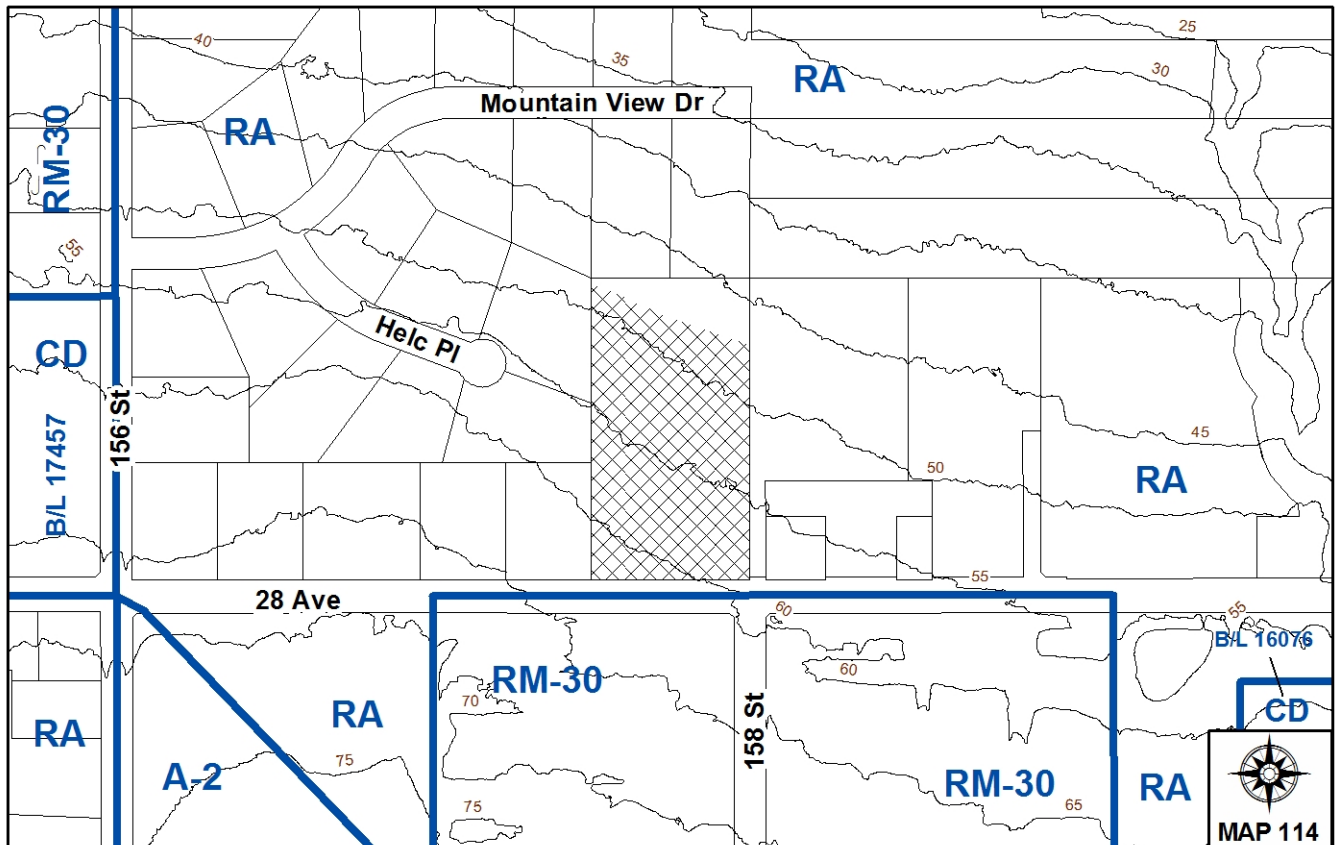 25
40
35
30
RA
Mountain View Dr
RM-30
RA
55
Helc Pl
CD
156 St
B/L 17457
45
50
RA
55
28 Ave
60
55
B/L 16076
60
RM-30
70
CD
RA
RA
158 St
75
A-2
RM-30
RA
75
65
MAP 114